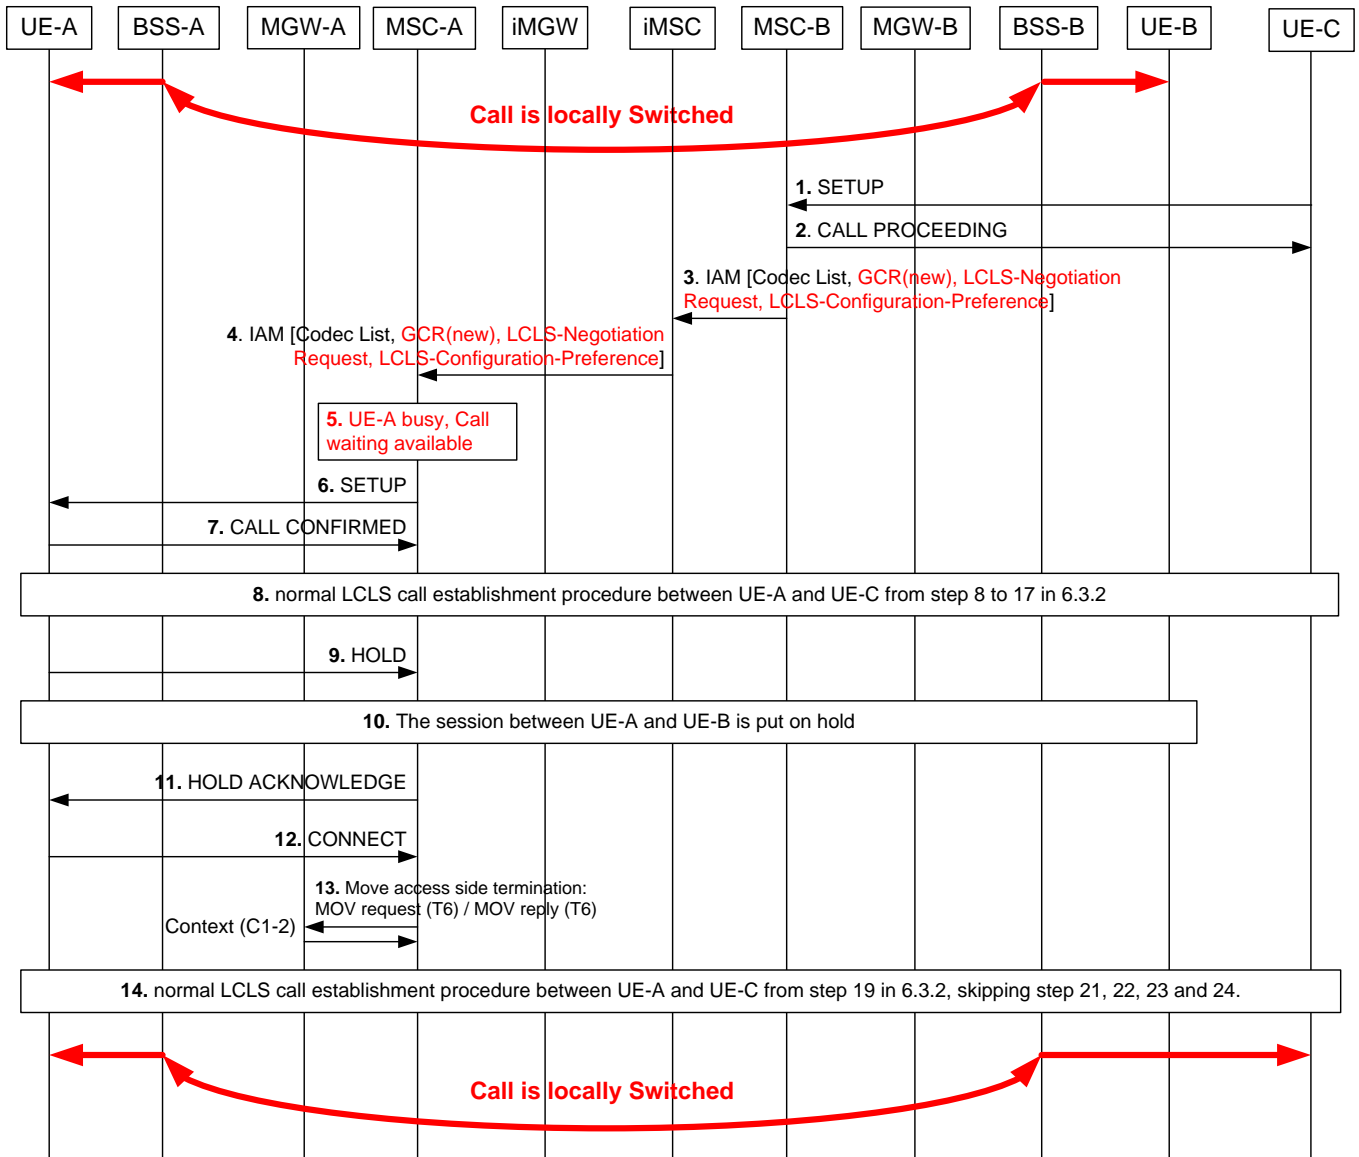 UE-A BSS-A MGW-A MSC-A iMGW iMSC MSC-B MGW-B BSS-B UE-B UE-C
Call is locally Switched
1. SETUP
2. CALL PROCEEDING
3. IAM [Codec List, GCR(new), LCLS-Negotiation
Request, LCLS-Configuration-Preference]
4. IAM [Codec List, GCR(new), LCLS-Negotiation
Request, LCLS-Configuration-Preference]
5. UE-A busy, Call
waiting available
6. SETUP
7. CALL CONFIRMED
8. normal LCLS call establishment procedure between UE-A and UE-C from step 8 to 17 in 6.3.2
9. HOLD
10. The session between UE-A and UE-B is put on hold
11. HOLD ACKNOWLEDGE
12. CONNECT
13. Move access side termination:
MOV request (T6) / MOV reply (T6)
Context (C1-2)
14. normal LCLS call establishment procedure between UE-A and UE-C from step 19 in 6.3.2, skipping step 21, 22, 23 and 24.
Call is locally Switched